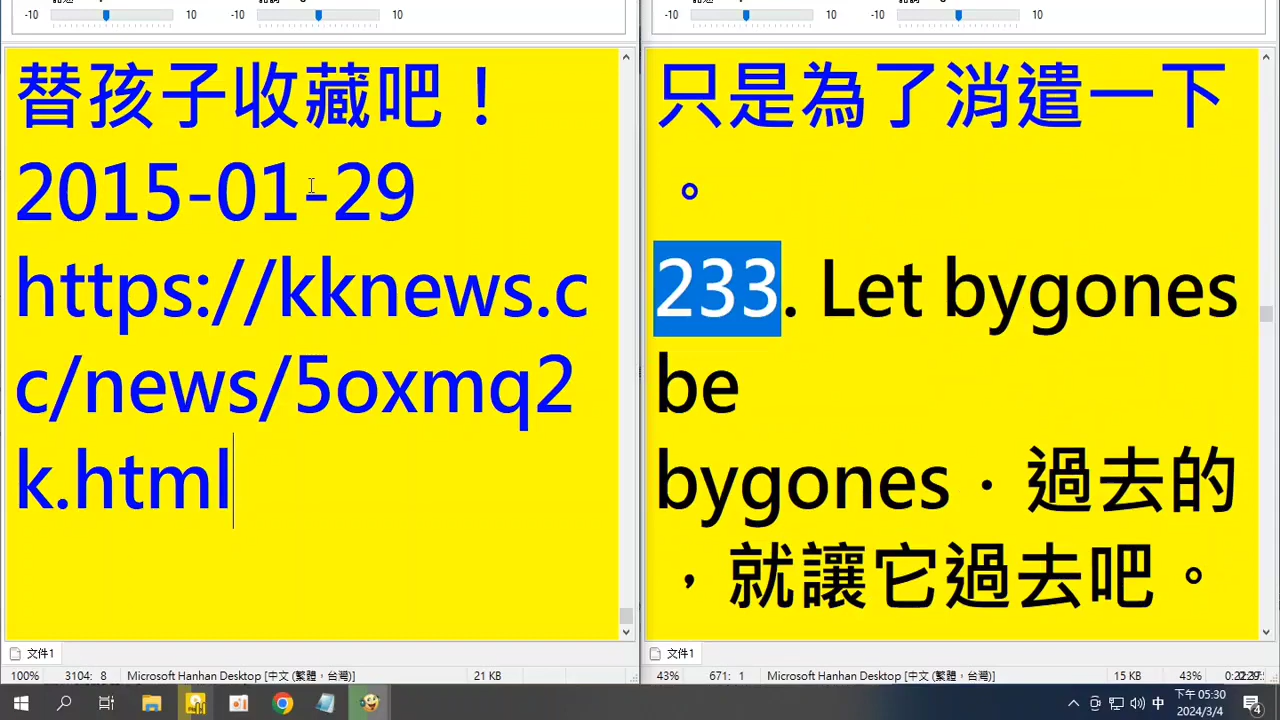 -10 10 -10 10
替孩子收藏吧！
2015-01-29
https://kknews.c
c/news/5oxmq2
k.html
文件1
100% 3104: 8 Microsoft Hanhan Desktop [中文 (繁體，台灣)] 21 KB
-10 10 -10 10
只是為了消遣一下
。
233. Let bygones
be
bygones．過去的
，就讓它過去吧。
文件1
43% 671: 1 Microsoft Hanhan Desktop [中文 (繁體，台灣)] 15 KB 43%
中
下午 05:30
2024/3/4
4